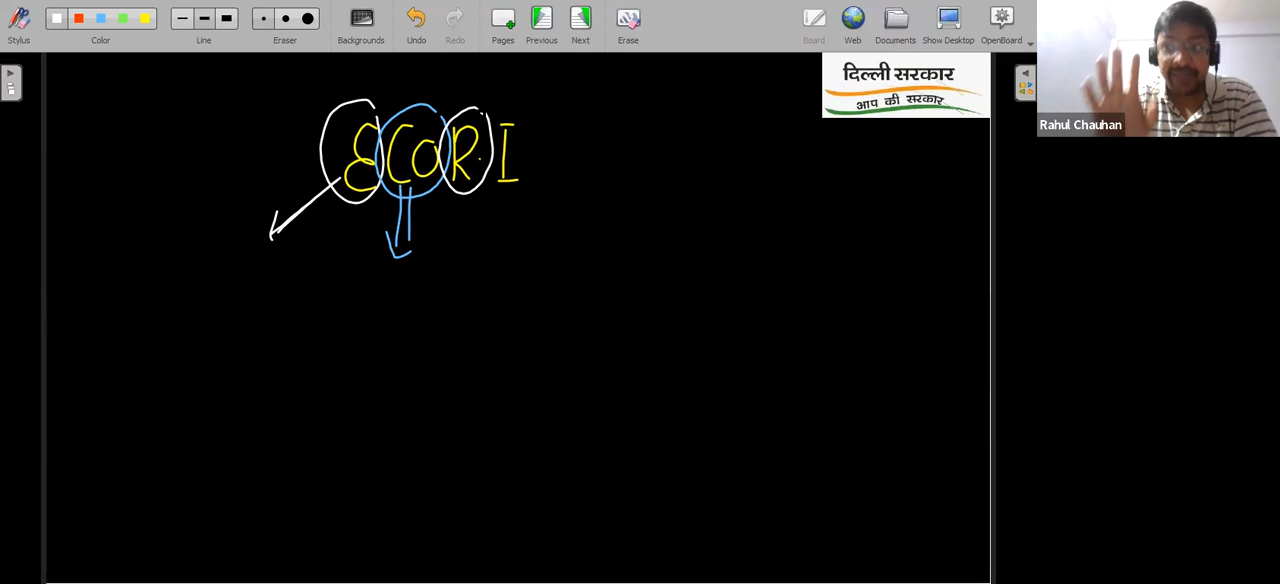 Stylus
Color
Line
Eraser
Backgrounds
Undo
Redo
Pages
Previous
Next
Erase
Board
Web
Documents
Show Desktop
OpenBoard
दिल्ली सरकार
आप की सरकार
Rahul Chauhan
ECORI